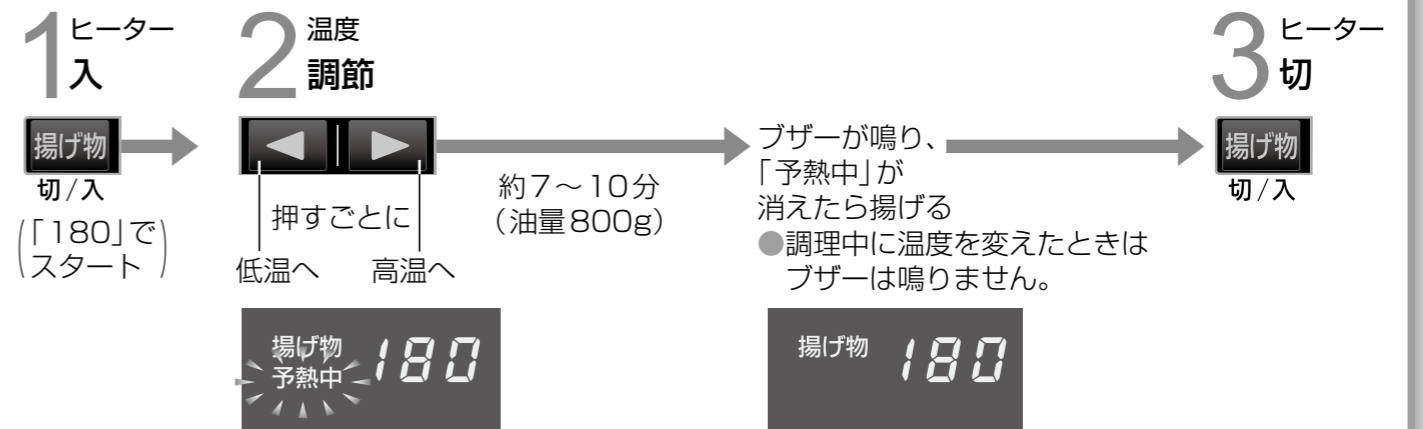 1 ヒーター
入
揚げ物
切/入
(「180」で
スタート)
2 温度
調節
◀ | ▶
押すごとに
低温へ 高温へ
揚げ物
予熱中 180
約7〜10分
(油量800g)
ブザーが鳴り、
「予熱中」が
消えたら揚げる
●調理中に温度を変えたときは
ブザーは鳴りません。
揚げ物 180
3 ヒーター
切
揚げ物
切/入